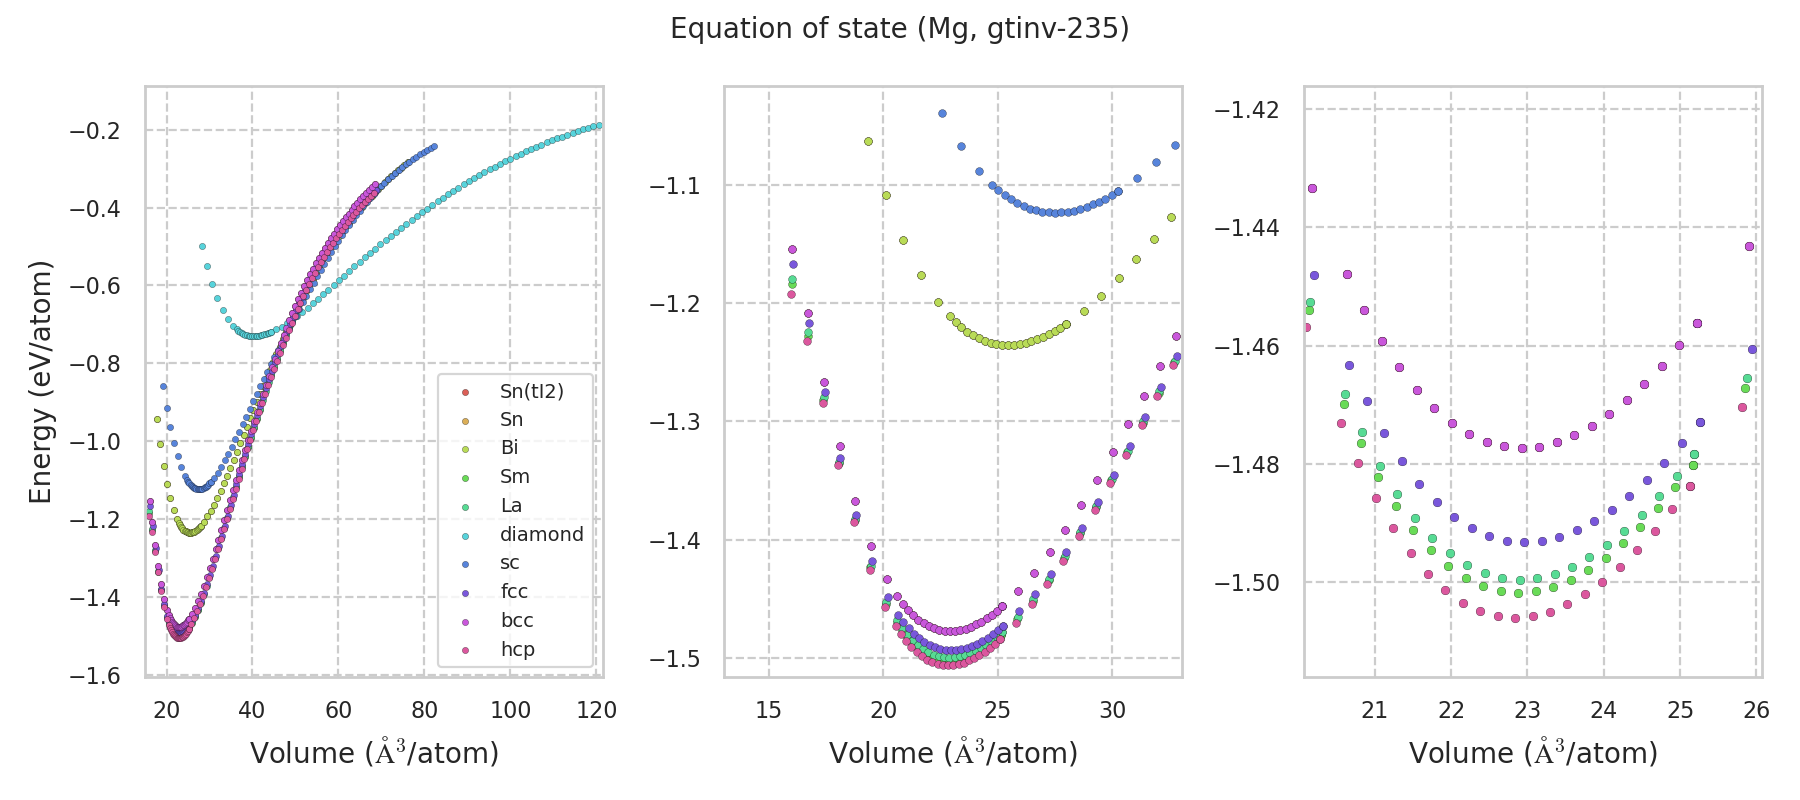 Equation of state (Mg, gtinv-235)
Energy (eV/atom)
−0.2
−0.4
−0.6
−0.8
−1.0
−1.2
−1.4
−1.6
20 40 60 80 100 120
Volume (Å³/atom)
Sn(tI2)
Sn
Bi
Sm
La
diamond
sc
fcc
bcc
hcp
−1.1
−1.2
−1.3
−1.4
−1.5
15 20 25 30
Volume (Å³/atom)
−1.42
−1.44
−1.46
−1.48
−1.50
21 22 23 24 25 26
Volume (Å³/atom)